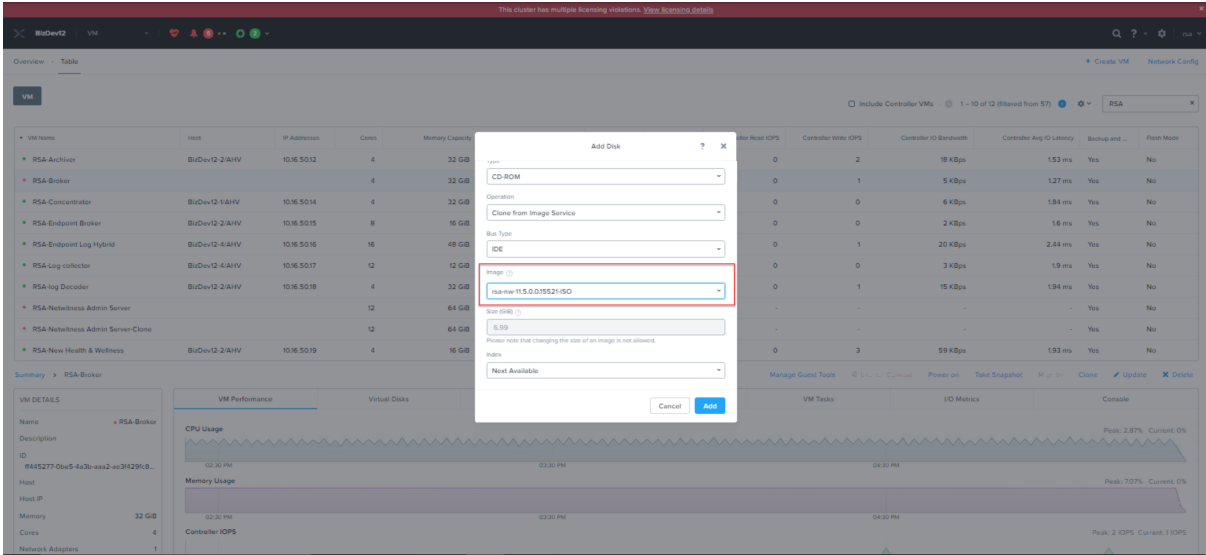 This cluster has multiple licensing violations. View licensing details
BizDev12 VM
Overview · Table
+ Create VM Network Config
VM
Include Controller VMs 1 – 10 of 12 (filtered from 57) RSA
VM Name Host IP Addresses Cores Memory Capacity Controller Write IOPS Controller IO Bandwidth Controller Avg IO Latency Backup and ... Flash Mode
RSA-Archiver BizDev12-2/AHV 10.16.50.12 4 32 GiB 0 2 18 KBps 1.53 ms Yes No
RSA-Broker 4 32 GiB 0 1 5 KBps 1.27 ms Yes No
RSA-Concentrator BizDev12-1/AHV 10.16.50.14 4 32 GiB 0 0 6 KBps 1.84 ms Yes No
RSA-Endpoint Broker BizDev12-2/AHV 10.16.50.15 8 16 GiB 0 0 2 KBps 1.6 ms Yes No
RSA-Endpoint Log Hybrid BizDev12-4/AHV 10.16.50.16 16 48 GiB 0 1 20 KBps 2.44 ms Yes No
RSA-Log collector BizDev12-4/AHV 10.16.50.17 12 12 GiB 0 0 3 KBps 1.9 ms Yes No
RSA-log Decoder BizDev12-2/AHV 10.16.50.18 4 32 GiB 0 1 15 KBps 1.94 ms Yes No
RSA-Netwitness Admin Server 12 64 GiB - - - - Yes No
RSA-Netwitness Admin Server-Clone 12 64 GiB - - - - Yes No
RSA-New Health & Wellness BizDev12-2/AHV 10.16.50.19 4 16 GiB 0 3 59 KBps 1.93 ms Yes No
Add Disk ? ×
CD-ROM
Operation
Clone from Image Service
Bus Type
IDE
Image
rsa-nw-11.5.0.0.15521-ISO
Size (GiB)
6.99
Please note that changing the size of an image is not allowed.
Index
Next Available
Cancel Add
Summary > RSA-Broker Manage Guest Tools Power on Take Snapshot Clone Update Delete
VM DETAILS VM Performance Virtual Disks VM Tasks I/O Metrics Console
Name RSA-Broker
Description
ID
Host
Host IP
Memory 32 GiB
Cores 4
Network Adapters 1
CPU Usage Peak: 2.87% Current: 0%
02:30 PM 03:30 PM 04:30 PM
Memory Usage Peak: 7.07% Current: 0%
02:30 PM 03:30 PM 04:30 PM
Controller IOPS Peak: 2 IOPS Current: 1 IOPS